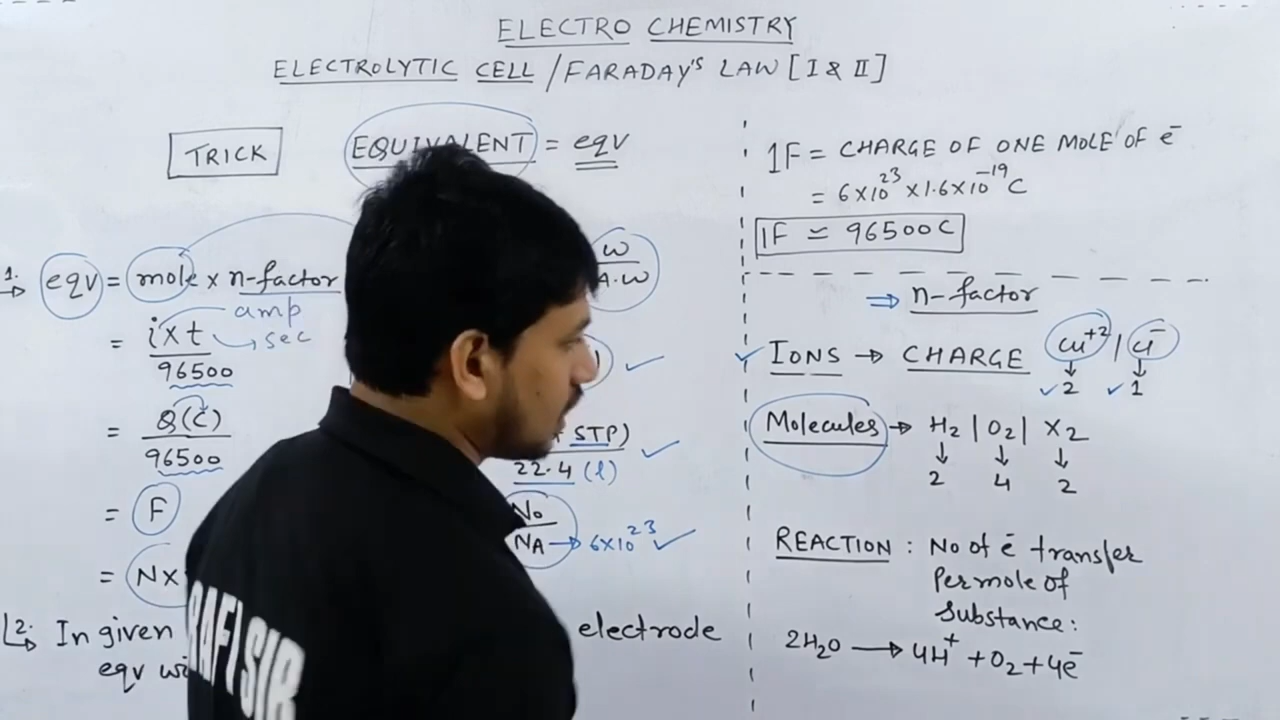 ELECTRO CHEMISTRY
ELECTROLYTIC CELL / FARADAY'S LAW [I & II]
TRICK
EQUIVALENT = eqv
1. → eqv = mole × n-factor
amp
= i×t
sec
96500
= Q(C)
96500
= F
= N×
W
A.W
STP)
22.4 (l)
No
NA → 6×10²³
2. In given
electrode
eqv
1F = CHARGE OF ONE MOLE OF e⁻
= 6×10²³×1.6×10⁻¹⁹C
1F ≃ 96500C
⇒ n-factor
IONS → CHARGE Cu⁺² | Cl⁻
↓ ↓
2 1
Molecules → H₂ | O₂ | X₂
↓ ↓ ↓
2 4 2
REACTION : No of e⁻ transfer
Per mole of
Substance:
2H₂O → 4H⁺ + O₂ + 4e⁻
RAFI SIR